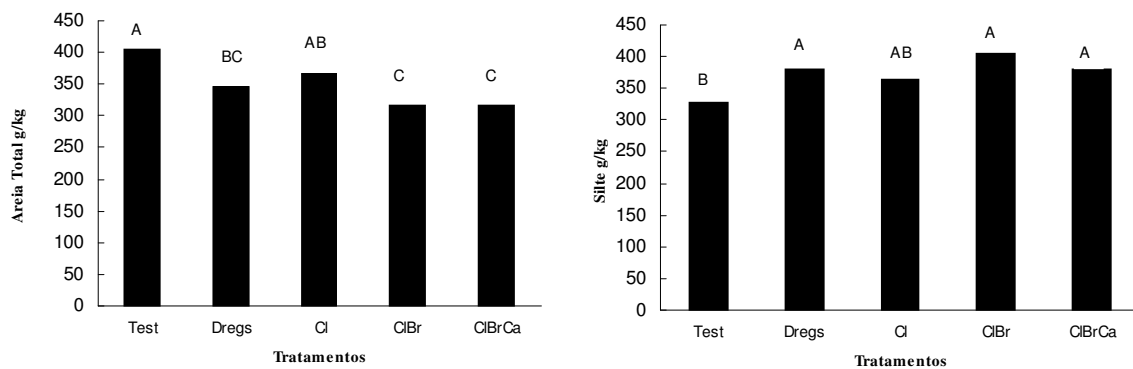 Areia Total g/kg
450
400
350
300
250
200
150
100
50
0
A
BC
AB
C
C
Test Dregs Cl ClBr ClBrCa
Tratamentos
Silte g/kg
450
400
350
300
250
200
150
100
50
0
B
A
AB
A
A
Test Dregs Cl ClBr ClBrCa
Tratamentos